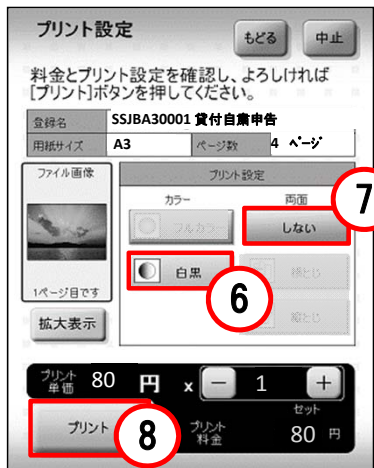 プリント設定
もどる
中止
料金とプリント設定を確認し、よろしければ
[プリント]ボタンを押してください。
登録名 SSJBA30001 貸付自粛申告
用紙サイズ A3 ページ数 4 ページ
ファイル画像
プリント設定
カラー
両面
7
フルカラー
しない
白黒
横とじ
6
縦とじ
1ページ目です
拡大表示
プリント単価 80 円 x － 1 ＋
セット
プリント
8
プリント料金 80 円